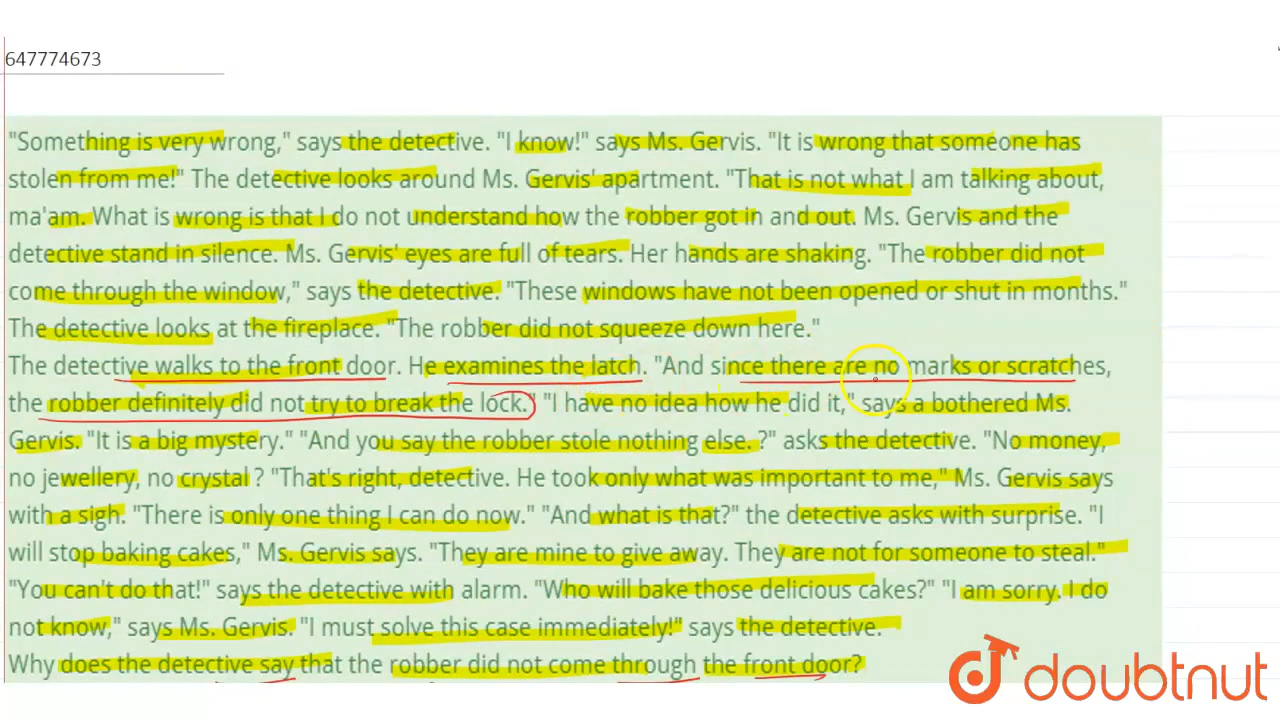 647774673
"Something is very wrong," says the detective. "I know!" says Ms. Gervis. "It is wrong that someone has
stolen from me!" The detective looks around Ms. Gervis' apartment. "That is not what I am talking about,
ma'am. What is wrong is that I do not understand how the robber got in and out. Ms. Gervis and the
detective stand in silence. Ms. Gervis' eyes are full of tears. Her hands are shaking. "The robber did not
come through the window," says the detective. "These windows have not been opened or shut in months."
The detective looks at the fireplace. "The robber did not squeeze down here."
The detective walks to the front door. He examines the latch. "And since there are no marks or scratches,
the robber definitely did not try to break the lock." "I have no idea how he did it," says a bothered Ms.
Gervis. "It is a big mystery." "And you say the robber stole nothing else. ?" asks the detective. "No money,
no jewellery, no crystal ? "That's right, detective. He took only what was important to me," Ms. Gervis says
with a sigh. "There is only one thing I can do now." "And what is that?" the detective asks with surprise. "I
will stop baking cakes," Ms. Gervis says. "They are mine to give away. They are not for someone to steal."
"You can't do that!" says the detective with alarm. "Who will bake those delicious cakes?" "I am sorry. I do
not know," says Ms. Gervis. "I must solve this case immediately!" says the detective.
Why does the detective say that the robber did not come through the front door?
doubtnut